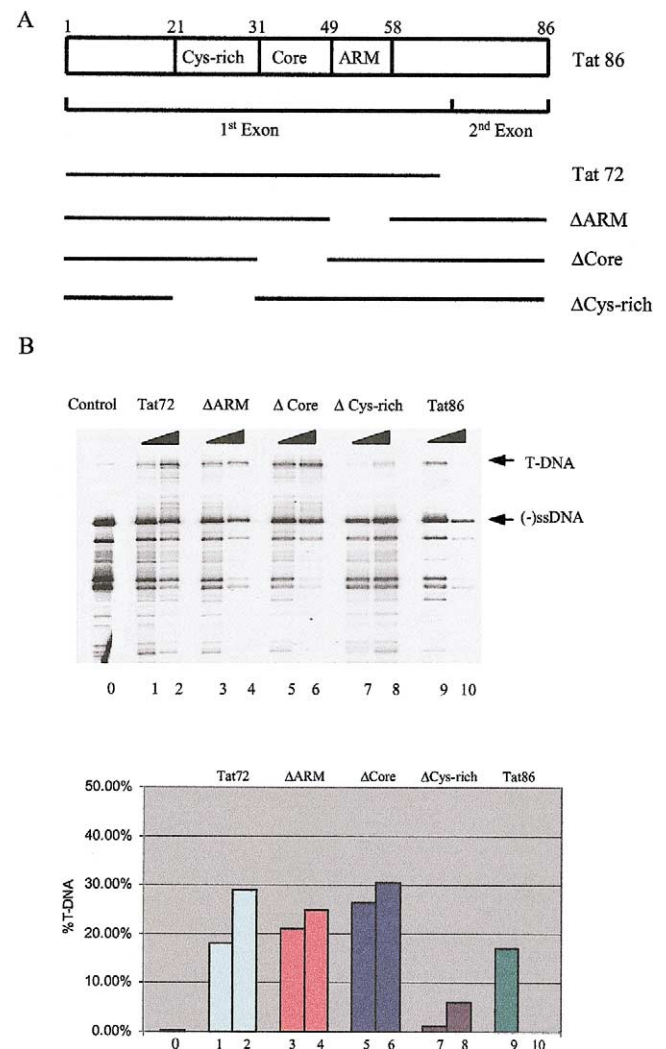 A
1 21 31 49 58 86
Cys-rich Core ARM Tat 86
1st Exon 2nd Exon
Tat 72
ΔARM
ΔCore
ΔCys-rich
B
Control Tat72 ΔARM Δ Core Δ Cys-rich Tat86
T-DNA
(-)ssDNA
0 1 2 3 4 5 6 7 8 9 10
Tat72 ΔARM ΔCore ΔCys-rich Tat86
50.00%
40.00%
30.00%
20.00%
10.00%
0.00%
%T-DNA
0 1 2 3 4 5 6 7 8 9 10